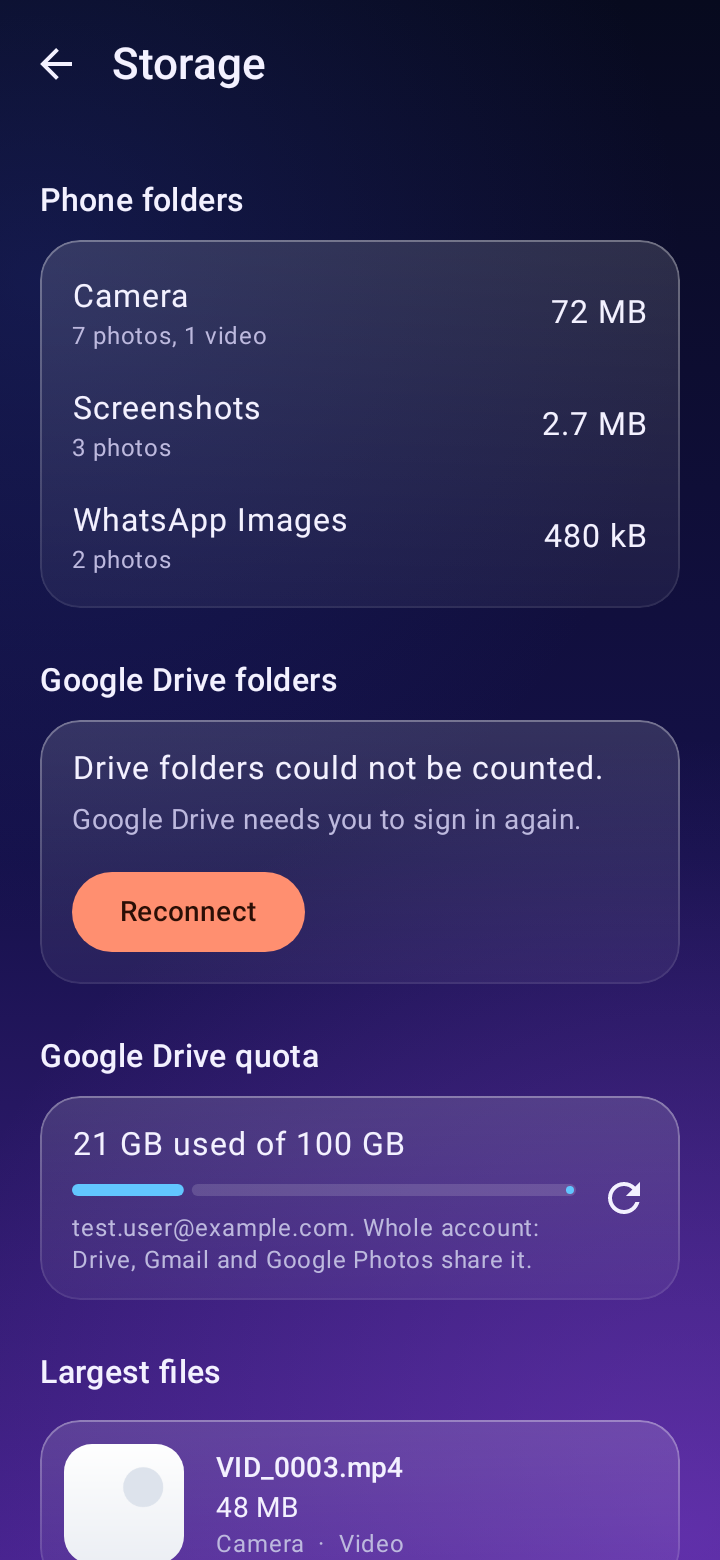 Storage
Phone folders
Camera
7 photos, 1 video
72 MB
Screenshots
3 photos
2.7 MB
WhatsApp Images
2 photos
480 kB
Google Drive folders
Drive folders could not be counted.
Google Drive needs you to sign in again.
Reconnect
Google Drive quota
21 GB used of 100 GB
test.user@example.com. Whole account:
Drive, Gmail and Google Photos share it.
Largest files
VID_0003.mp4
48 MB
Camera · Video